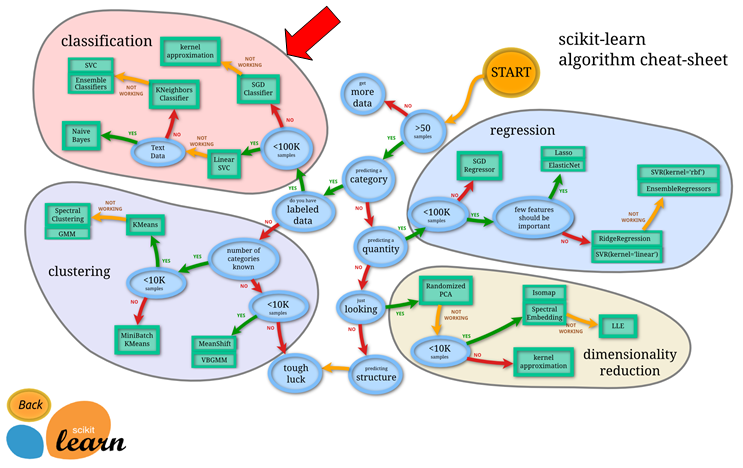 scikit-learn
algorithm cheat-sheet
classification
kernel
approximation
NOT
WORKING
SVC
Ensemble
Classifiers
NOT
WORKING
KNeighbors
Classifier
SGD
Classifier
NO
NO
Naive
Bayes
YES
Text
Data
NOT
WORKING
Linear
SVC
YES
<100K
samples
START
get
more
data
NO
>50
samples
YES
predicting a
category
YES
NO
do you have
labeled
data
YES
NO
predicting a
quantity
YES
NO
just
looking
YES
NO
predicting
structure
tough
luck
regression
SGD
Regressor
NO
<100K
samples
YES
Lasso
ElasticNet
YES
few features
should be
important
NO
SVR(kernel='rbf')
EnsembleRegressors
NOT
WORKING
RidgeRegression
SVR(kernel='linear')
clustering
Spectral
Clustering
GMM
NOT
WORKING
KMeans
YES
number of
categories
known
YES
NO
<10K
samples
NO
MiniBatch
KMeans
<10K
samples
YES
NO
MeanShift
VBGMM
dimensionality
reduction
Randomized
PCA
NOT
WORKING
<10K
samples
YES
NO
Isomap
Spectral
Embedding
NOT
WORKING
LLE
kernel
approximation
Back
scikit
learn